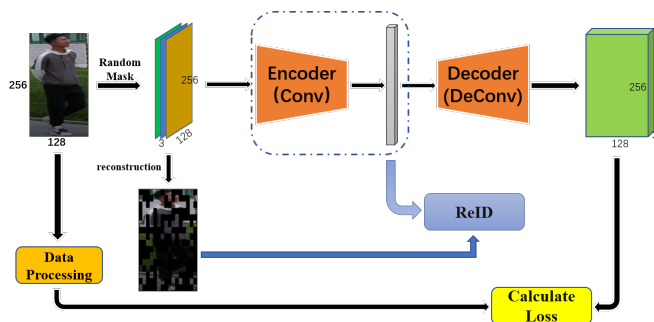 Random
Mask
256
128
256
128
3
Encoder
(Conv)
Decoder
(DeConv)
256
128
reconstruction
ReID
Data
Processing
Calculate
Loss